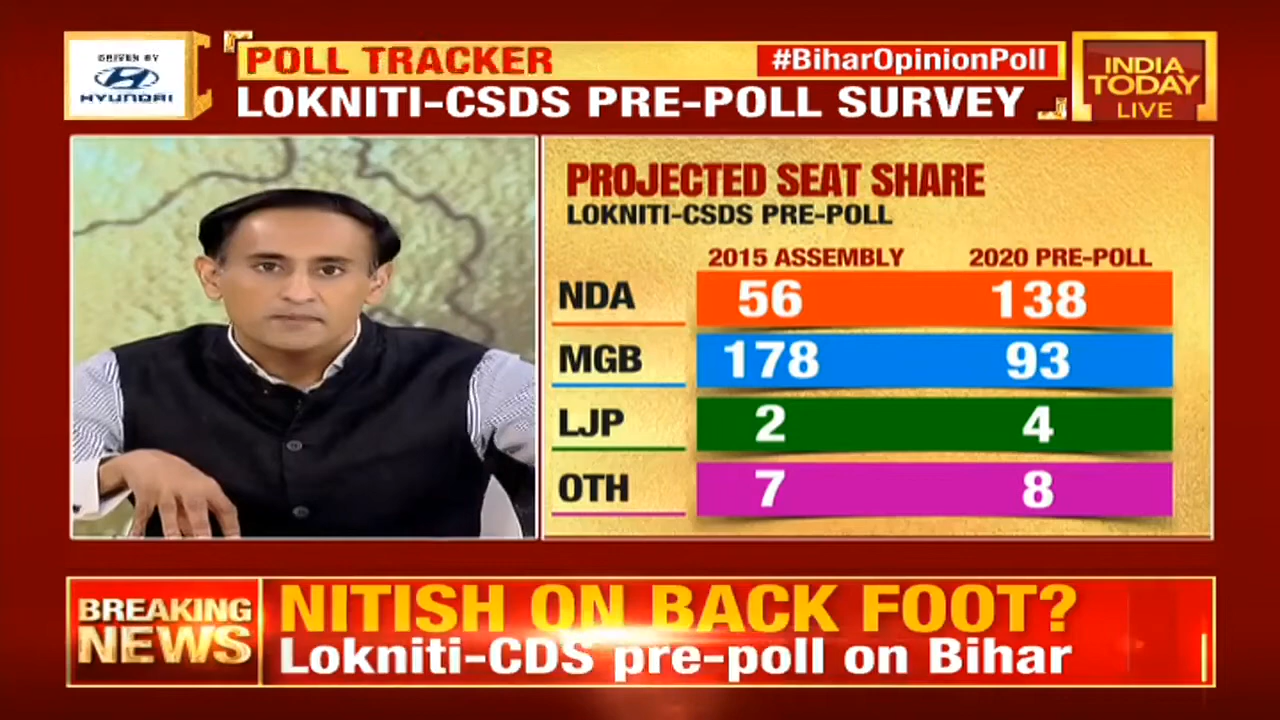 DRIVEN BY
HYUNDAI
POLL TRACKER
#BiharOpinionPoll
LOKNITI-CSDS PRE-POLL SURVEY
INDIA
TODAY
LIVE
PROJECTED SEAT SHARE
LOKNITI-CSDS PRE-POLL
2015 ASSEMBLY 2020 PRE-POLL
NDA 56 138
MGB 178 93
LJP 2 4
OTH 7 8
BREAKING
NEWS
NITISH ON BACK FOOT?
Lokniti-CDS pre-poll on Bihar